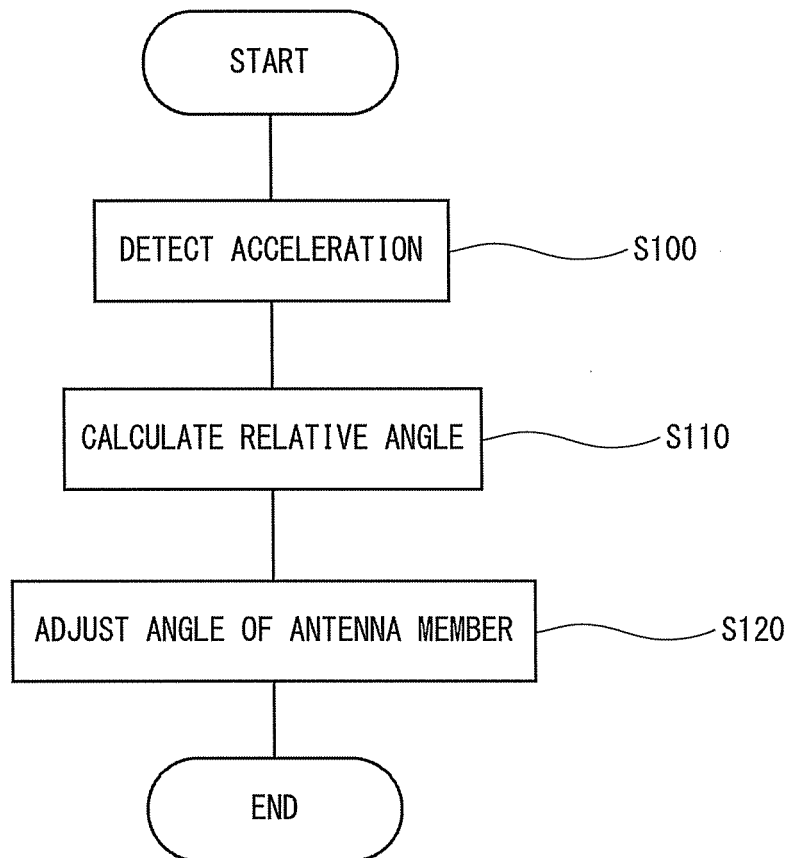 START
DETECT ACCELERATION
S100
CALCULATE RELATIVE ANGLE
S110
ADJUST ANGLE OF ANTENNA MEMBER
S120
END